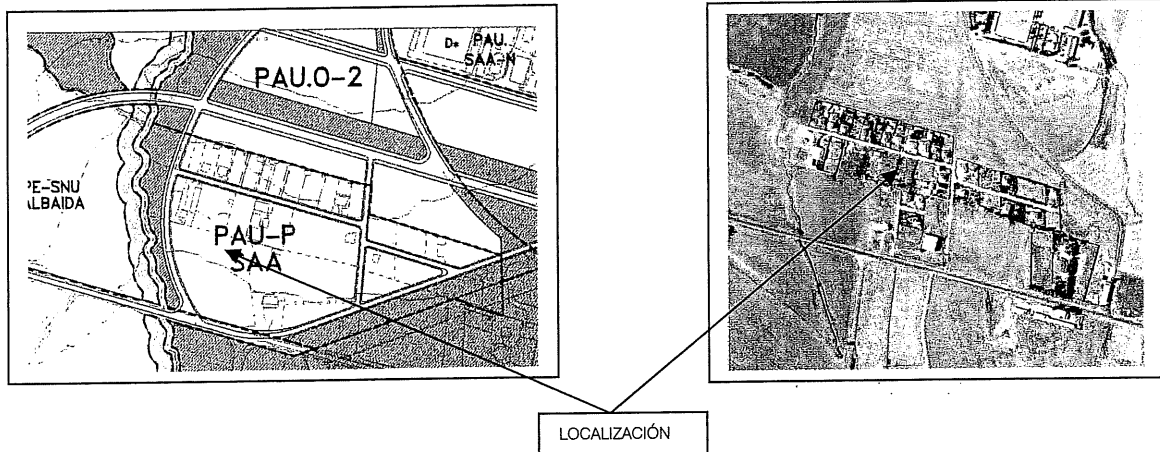 D* PAU.
SAA-N
PAU.O-2
PE-SNU
ALBAIDA
PAU-P
SAA
LOCALIZACIÓN